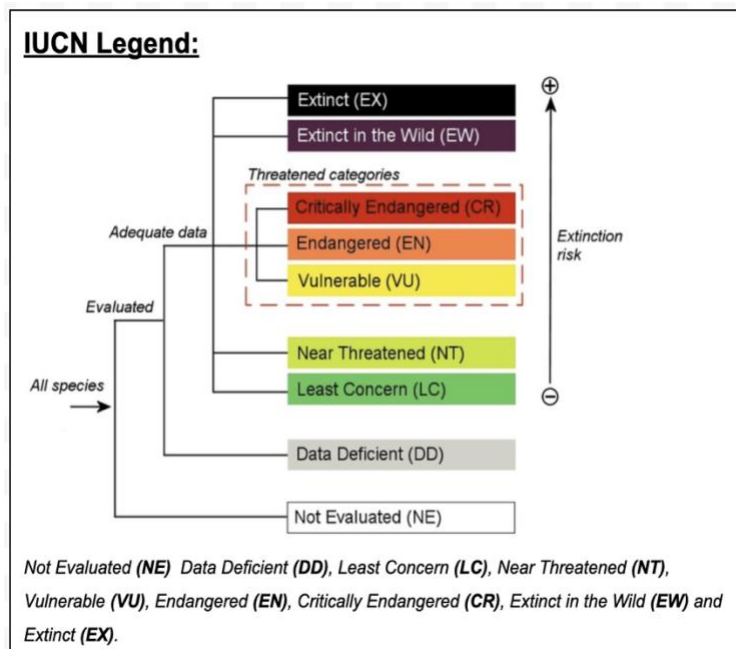 IUCN Legend:
Extinct (EX)
Extinct in the Wild (EW)
Threatened categories
Critically Endangered (CR)
Adequate data
Endangered (EN)
Extinction
risk
Vulnerable (VU)
Evaluated
Near Threatened (NT)
All species
Least Concern (LC)
Data Deficient (DD)
Not Evaluated (NE)
Not Evaluated (NE) Data Deficient (DD), Least Concern (LC), Near Threatened (NT),
Vulnerable (VU), Endangered (EN), Critically Endangered (CR), Extinct in the Wild (EW) and
Extinct (EX).